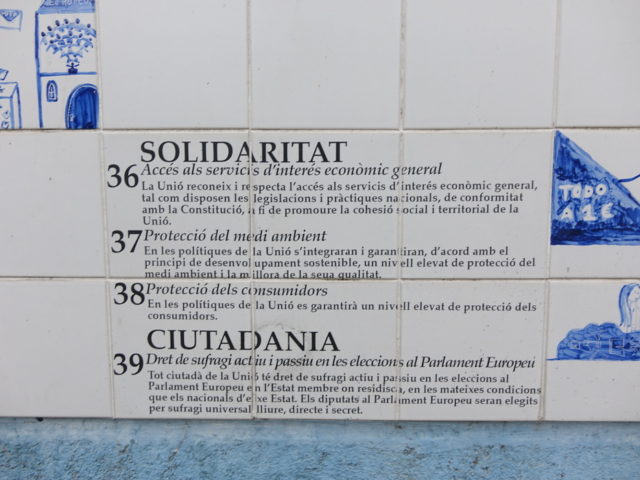 SOLIDARITAT
36 Accés als servicis d'interés econòmic general
La Unió reconeix i respecta l'accés als servicis d'interés econòmic general,
tal com disposen les legislacions i pràctiques nacionals, de conformitat
amb la Constitució, a fi de promoure la cohesió social i territorial de la
Unió.
37 Protecció del medi ambient
En les polítiques de la Unió s'integraran i garantiran, d'acord amb el
principi de desenvolupament sostenible, un nivell elevat de protecció del
medi ambient i la millora de la seua qualitat.
38 Protecció dels consumidors
En les polítiques de la Unió es garantirà un nivell elevat de protecció dels
consumidors.
CIUTADANIA
39 Dret de sufragi actiu i passiu en les eleccions al Parlament Europeu
Tot ciutadà de la Unió té dret de sufragi actiu i passiu en les eleccions al
Parlament Europeu en l'Estat membre on residisca, en les mateixes condicions
que els nacionals d'eixe Estat. Els diputats al Parlament Europeu seran elegits
per sufragi universal lliure, directe i secret.
TODO
A 1€